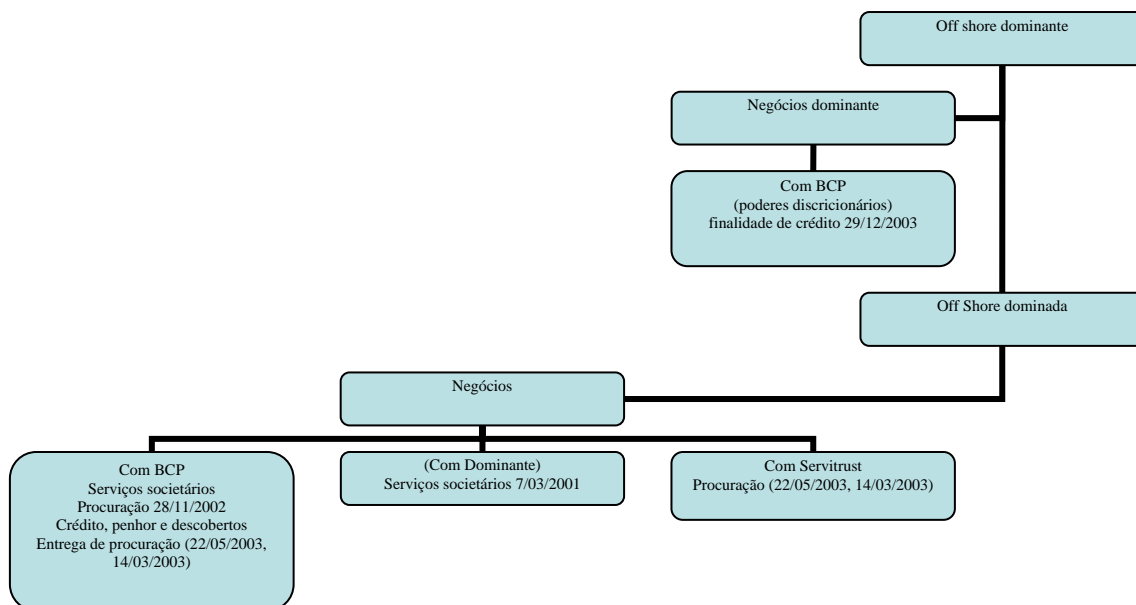 Off shore dominante
Negócios dominante
Com BCP
(poderes discricionários)
finalidade de crédito 29/12/2003
Off Shore dominada
Negócios
Com BCP
Serviços societários
Procuração 28/11/2002
Crédito, penhor e descobertos
Entrega de procuração (22/05/2003,
14/03/2003)
(Com Dominante)
Serviços societários 7/03/2001
Com Servitrust
Procuração (22/05/2003, 14/03/2003)